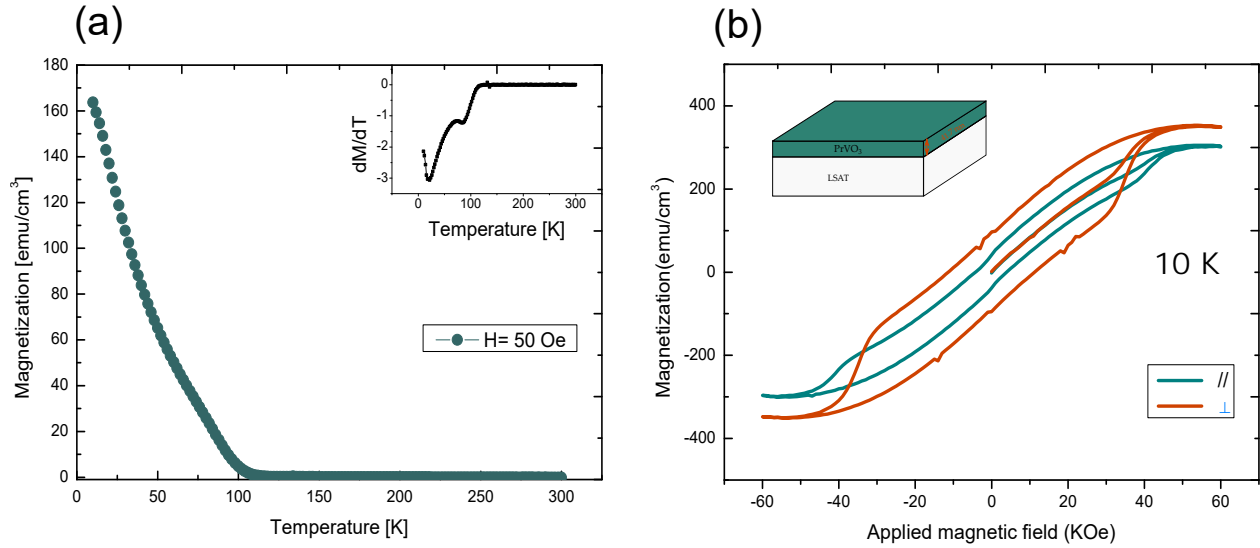 (a)
180
160
140
120
100
80
60
40
20
0
Magnetization [emu/cm³]
0 50 100 150 200 250 300
Temperature [K]
H= 50 Oe
0
-1
-2
-3
dM/dT
0 100 200 300
Temperature [K]
(b)
400
200
0
-200
-400
Magnetization(emu/cm³)
-60 -40 -20 0 20 40 60
Applied magnetic field (KOe)
PrVO₃
LSAT
10 K
//
⊥